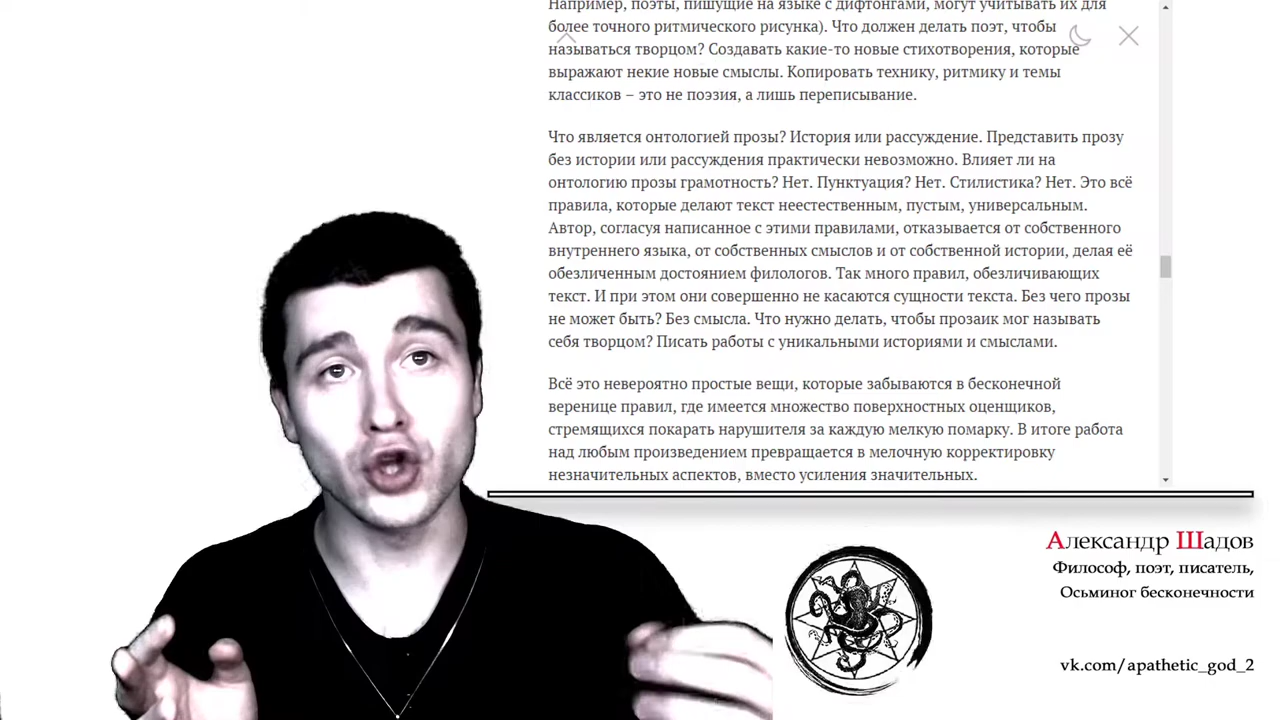 Например, поэты, пишущие на языке с дифтонгами, могут учитывать их для
более точного ритмического рисунка). Что должен делать поэт, чтобы
называться творцом? Создавать какие-то новые стихотворения, которые
выражают некие новые смыслы. Копировать технику, ритмику и темы
классиков – это не поэзия, а лишь переписывание.
Что является онтологией прозы? История или рассуждение. Представить прозу
без истории или рассуждения практически невозможно. Влияет ли на
онтологию прозы грамотность? Нет. Пунктуация? Нет. Стилистика? Нет. Это всё
правила, которые делают текст неестественным, пустым, универсальным.
Автор, согласуя написанное с этими правилами, отказывается от собственного
внутреннего языка, от собственных смыслов и от собственной истории, делая её
обезличенным достоянием филологов. Так много правил, обезличивающих
текст. И при этом они совершенно не касаются сущности текста. Без чего прозы
не может быть? Без смысла. Что нужно делать, чтобы прозаик мог называть
себя творцом? Писать работы с уникальными историями и смыслами.
Всё это невероятно простые вещи, которые забываются в бесконечной
веренице правил, где имеется множество поверхностных оценщиков,
стремящихся покарать нарушителя за каждую мелкую помарку. В итоге работа
над любым произведением превращается в мелочную корректировку
незначительных аспектов, вместо усиления значительных.
Александр Шадов
Философ, поэт, писатель,
Осьминог бесконечности
vk.com/apathetic_god_2